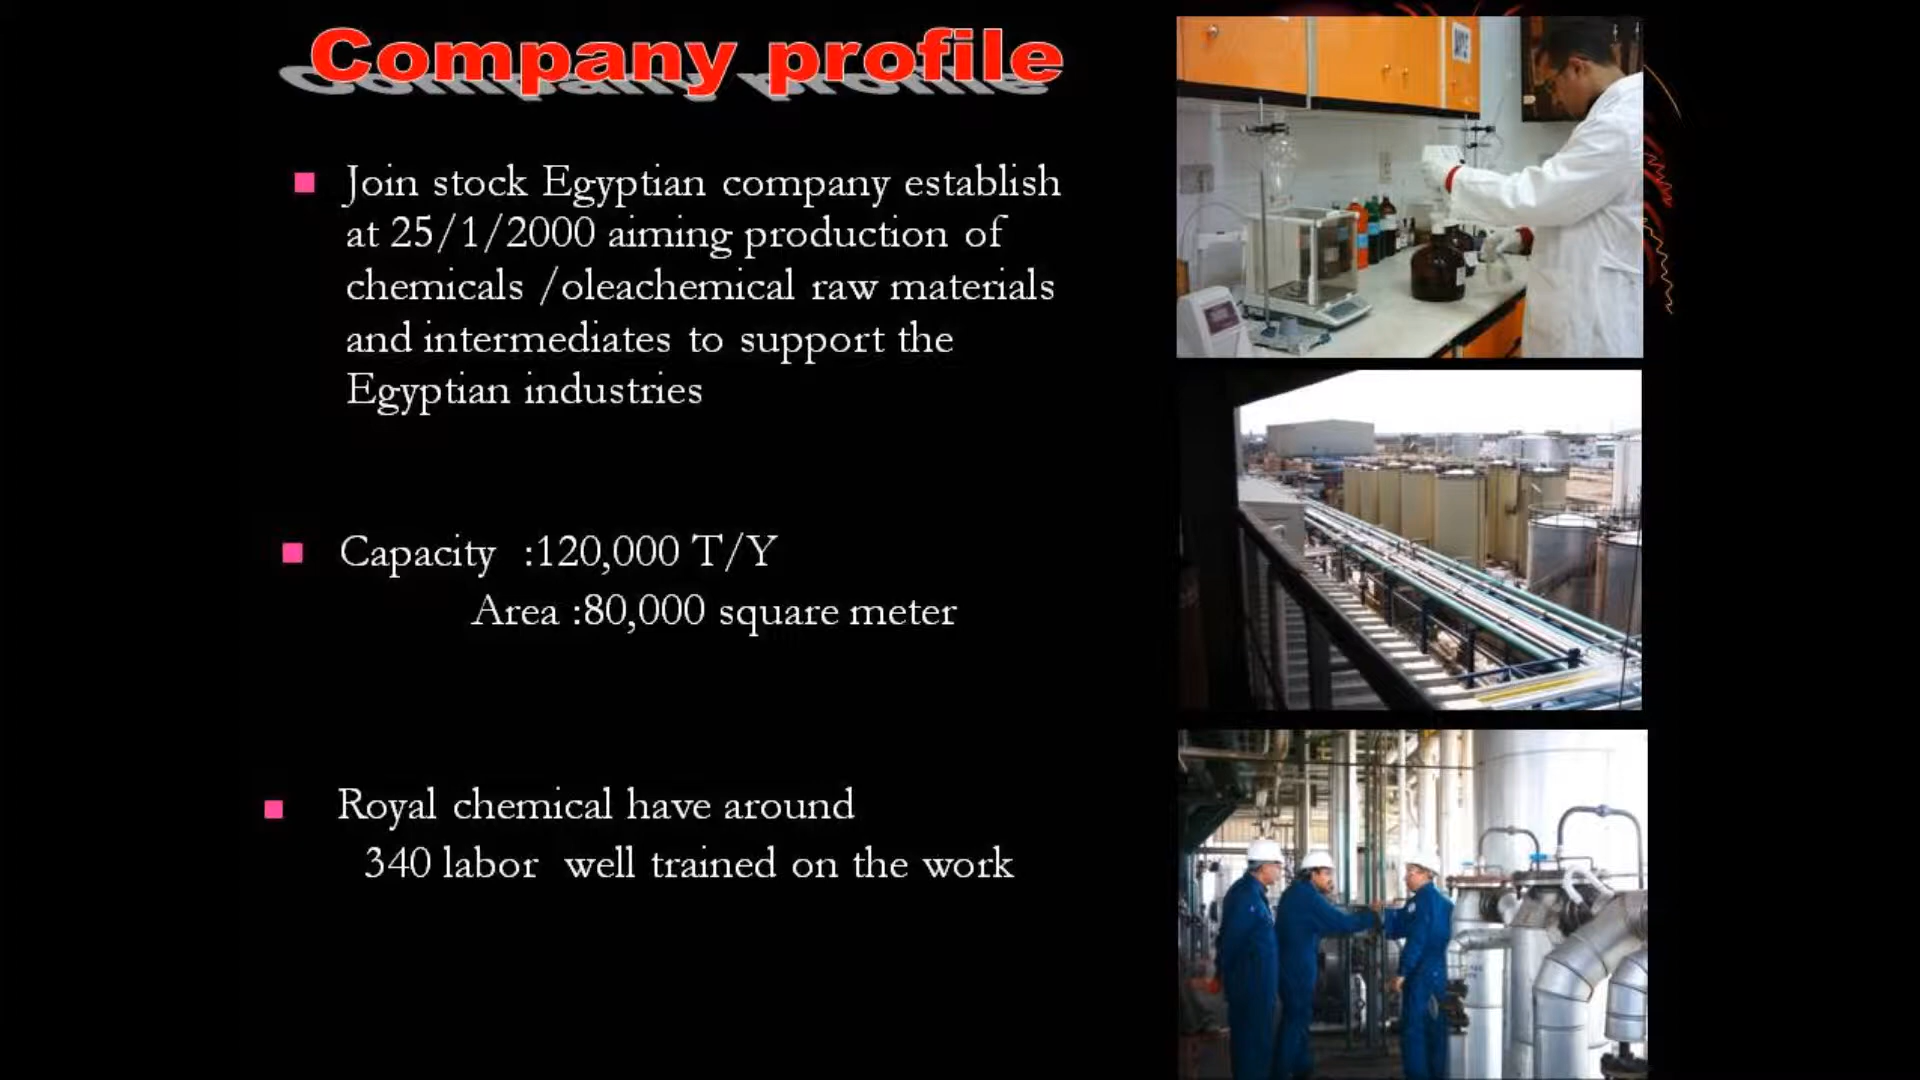 Company profile
Join stock Egyptian company establish
at 25/1/2000 aiming production of
chemicals /oleachemical raw materials
and intermediates to support the
Egyptian industries
Capacity :120,000 T/Y
Area :80,000 square meter
Royal chemical have around
340 labor well trained on the work